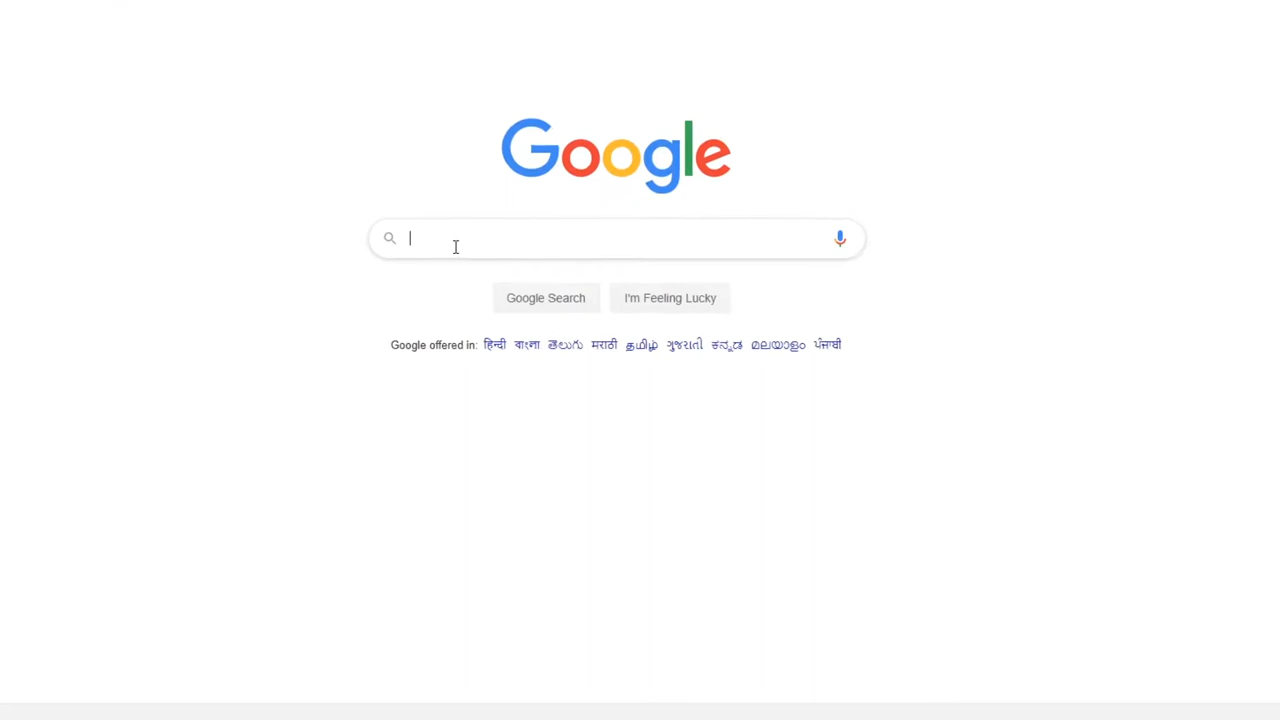 Google
Google Search I'm Feeling Lucky
Google offered in: हिन्दी বাংলা తెలుగు मराठी தமிழ் ગુજરાતી ಕನ್ನಡ മലയാളം ਪੰਜਾਬੀ